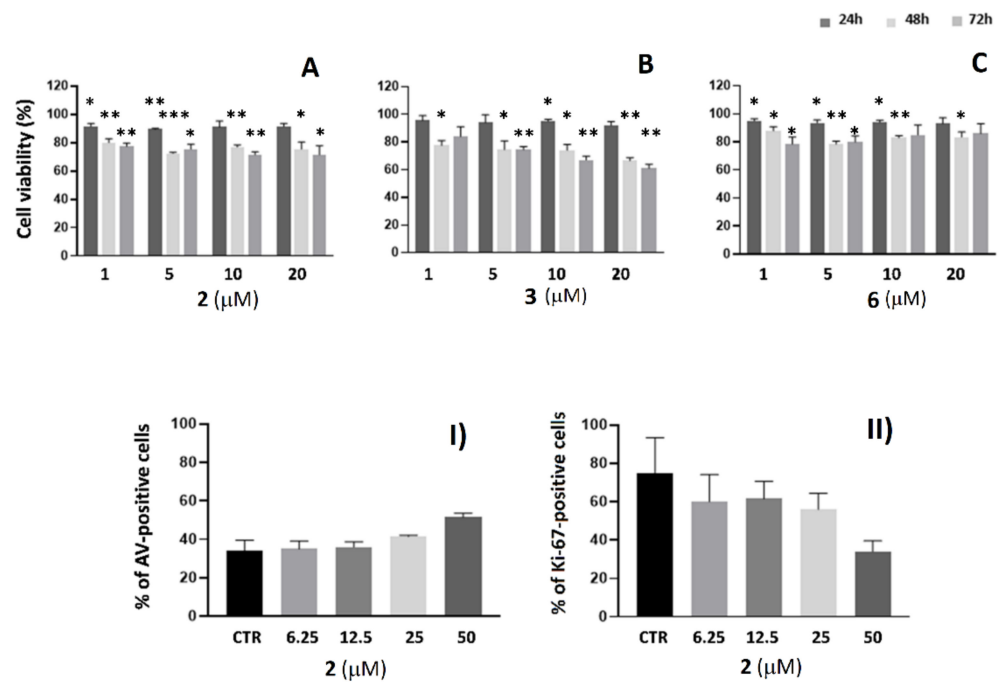 24h 48h 72h
A
B
C
Cell viability (%)
120
100
80
60
40
20
0
* ** ** ** *** * ** ** * *
1 5 10 20
2 (μM)
120
100
80
60
40
20
0
* * ** * * ** ** **
1 5 10 20
3 (μM)
120
100
80
60
40
20
0
* * * * ** * * ** *
1 5 10 20
6 (μM)
I)
% of AV-positive cells
100
80
60
40
20
0
CTR 6.25 12.5 25 50
2 (μM)
II)
% of Ki-67-positive cells
100
80
60
40
20
0
CTR 6.25 12.5 25 50
2 (μM)